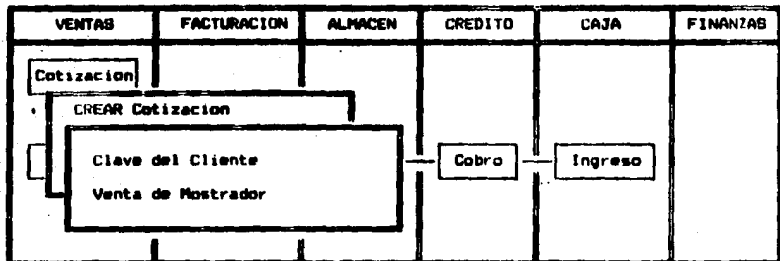 VENTAS FACTURACION ALMACEN CREDITO CAJA FINANZAS
Cotizacion
CREAR Cotizacion
Clave del Cliente Cobro Ingreso
Venta de Mostrador